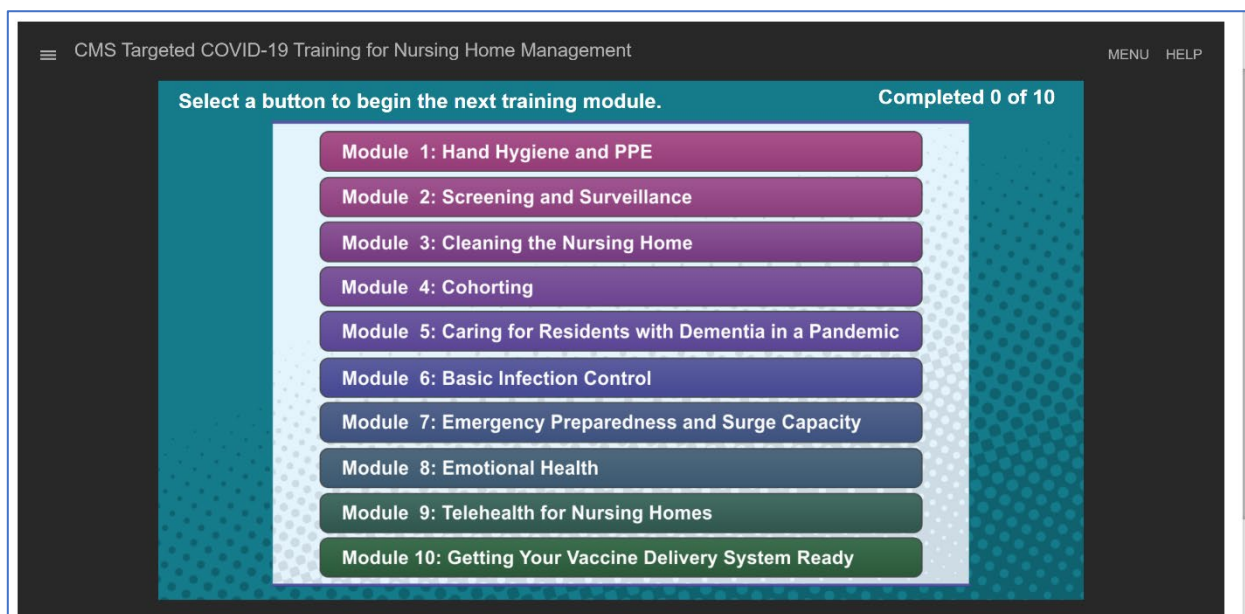 CMS Targeted COVID-19 Training for Nursing Home Management
MENU HELP
Select a button to begin the next training module.
Completed 0 of 10
Module 1: Hand Hygiene and PPE
Module 2: Screening and Surveillance
Module 3: Cleaning the Nursing Home
Module 4: Cohorting
Module 5: Caring for Residents with Dementia in a Pandemic
Module 6: Basic Infection Control
Module 7: Emergency Preparedness and Surge Capacity
Module 8: Emotional Health
Module 9: Telehealth for Nursing Homes
Module 10: Getting Your Vaccine Delivery System Ready